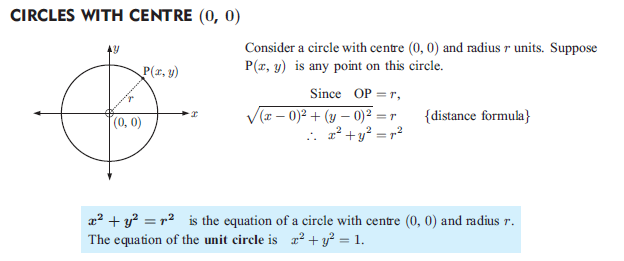 CIRCLES WITH CENTRE (0, 0)
y
P(x, y)
r
x
(0, 0)
Consider a circle with centre (0, 0) and radius r units. Suppose
P(x, y) is any point on this circle.
Since OP = r,
√(x − 0)² + (y − 0)² = r {distance formula}
∴ x² + y² = r²
x² + y² = r² is the equation of a circle with centre (0, 0) and radius r.
The equation of the unit circle is x² + y² = 1.